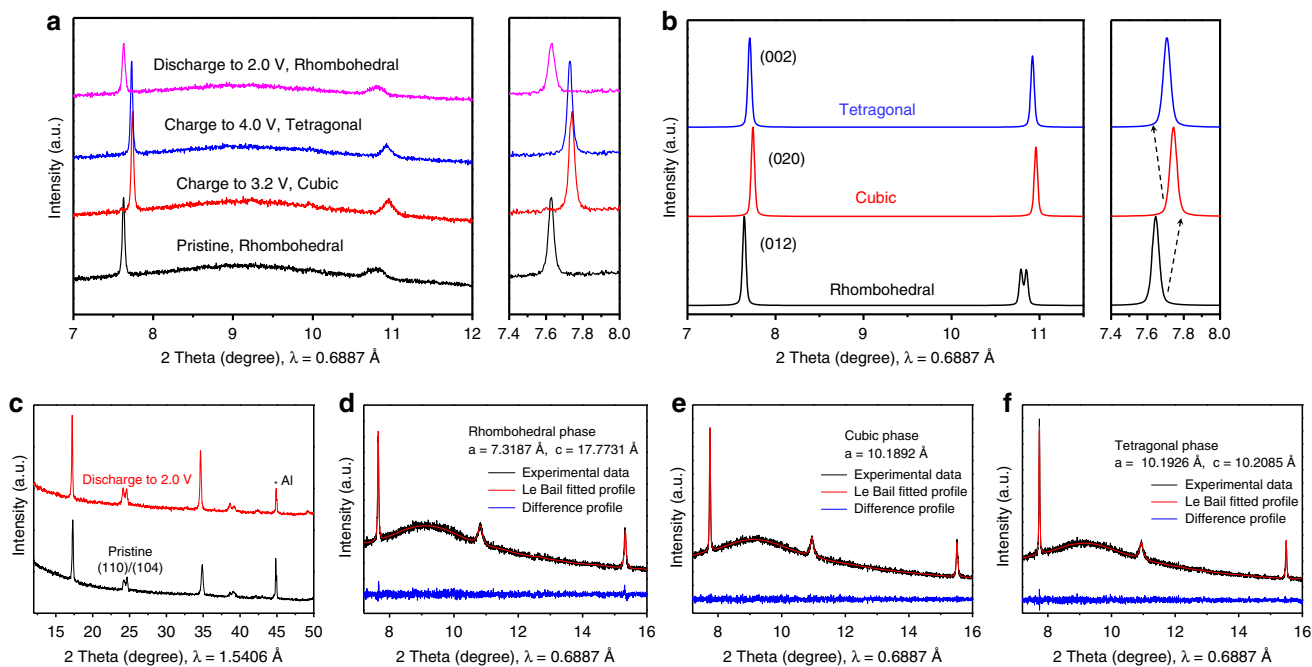 a
Intensity (a.u.)
Discharge to 2.0 V, Rhombohedral
Charge to 4.0 V, Tetragonal
Charge to 3.2 V, Cubic
Pristine, Rhombohedral
7 8 9 10 11 12
7.4 7.6 7.8 8.0
2 Theta (degree), λ = 0.6887 Å
b
Intensity (a.u.)
(002)
Tetragonal
(020)
Cubic
(012)
Rhombohedral
7 8 9 10 11
7.4 7.6 7.8 8.0
2 Theta (degree), λ = 0.6887 Å
c
Intensity (a.u.)
Discharge to 2.0 V
* Al
Pristine
(110)/(104)
15 20 25 30 35 40 45 50
2 Theta (degree), λ = 1.5406 Å
d
Intensity (a.u.)
Rhombohedral phase
a = 7.3187 Å, c = 17.7731 Å
Experimental data
Le Bail fitted profile
Difference profile
8 10 12 14 16
2 Theta (degree), λ = 0.6887 Å
e
Intensity (a.u.)
Cubic phase
a = 10.1892 Å
Experimental data
Le Bail fitted profile
Difference profile
8 10 12 14 16
2 Theta (degree), λ = 0.6887 Å
f
Intensity (a.u.)
Tetragonal phase
a = 10.1926 Å, c = 10.2085 Å
Experimental data
Le Bail fitted profile
Difference profile
8 10 12 14 16
2 Theta (degree), λ = 0.6887 Å